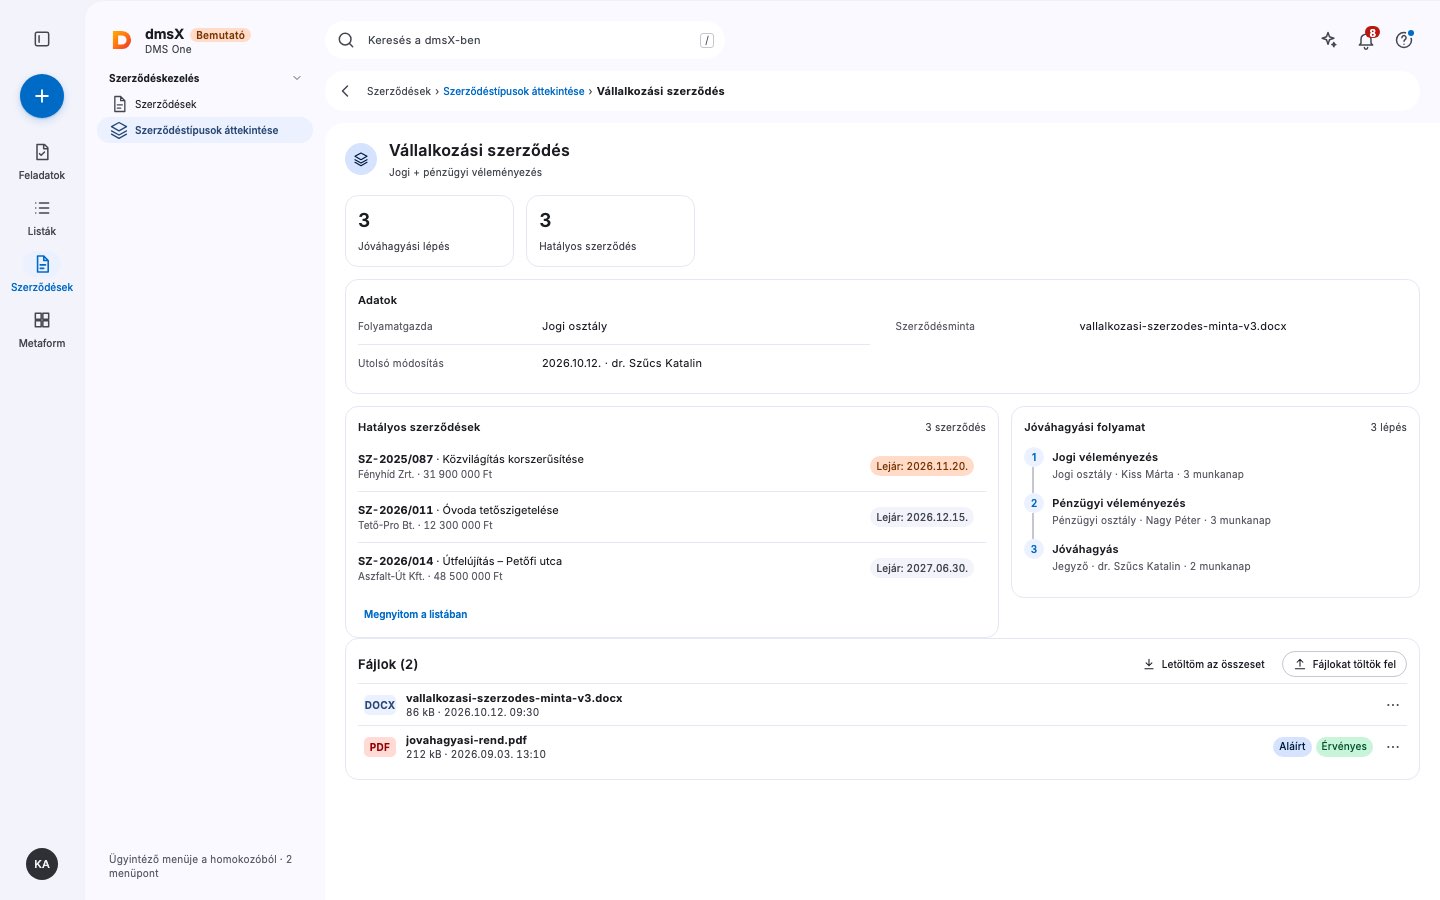 dmsX Bemutató
DMS One
Keresés a dmsX-ben /
8
Szerződéskezelés
Szerződések
Szerződéstípusok áttekintése
Feladatok
Listák
Szerződések
Metaform
KA
Ügyintéző menüje a homokozóból · 2
menüpont
Szerződések › Szerződéstípusok áttekintése › Vállalkozási szerződés
Vállalkozási szerződés
Jogi + pénzügyi véleményezés
3
Jóváhagyási lépés
3
Hatályos szerződés
Adatok
Folyamatgazda Jogi osztály Szerződésminta vallalkozasi-szerzodes-minta-v3.docx
Utolsó módosítás 2026.10.12. · dr. Szűcs Katalin
Hatályos szerződések 3 szerződés
SZ-2025/087 · Közvilágítás korszerűsítése
Fényhíd Zrt. · 31 900 000 Ft
Lejár: 2026.11.20.
SZ-2026/011 · Óvoda tetőszigetelése
Tető-Pro Bt. · 12 300 000 Ft
Lejár: 2026.12.15.
SZ-2026/014 · Útfelújítás – Petőfi utca
Aszfalt-Út Kft. · 48 500 000 Ft
Lejár: 2027.06.30.
Megnyitom a listában
Jóváhagyási folyamat 3 lépés
1 Jogi véleményezés
Jogi osztály · Kiss Márta · 3 munkanap
2 Pénzügyi véleményezés
Pénzügyi osztály · Nagy Péter · 3 munkanap
3 Jóváhagyás
Jegyző · dr. Szűcs Katalin · 2 munkanap
Fájlok (2) Letöltöm az összeset Fájlokat töltök fel
DOCX vallalkozasi-szerzodes-minta-v3.docx
86 kB · 2026.10.12. 09:30
PDF jovahagyasi-rend.pdf
212 kB · 2026.09.03. 13:10
Aláírt Érvényes